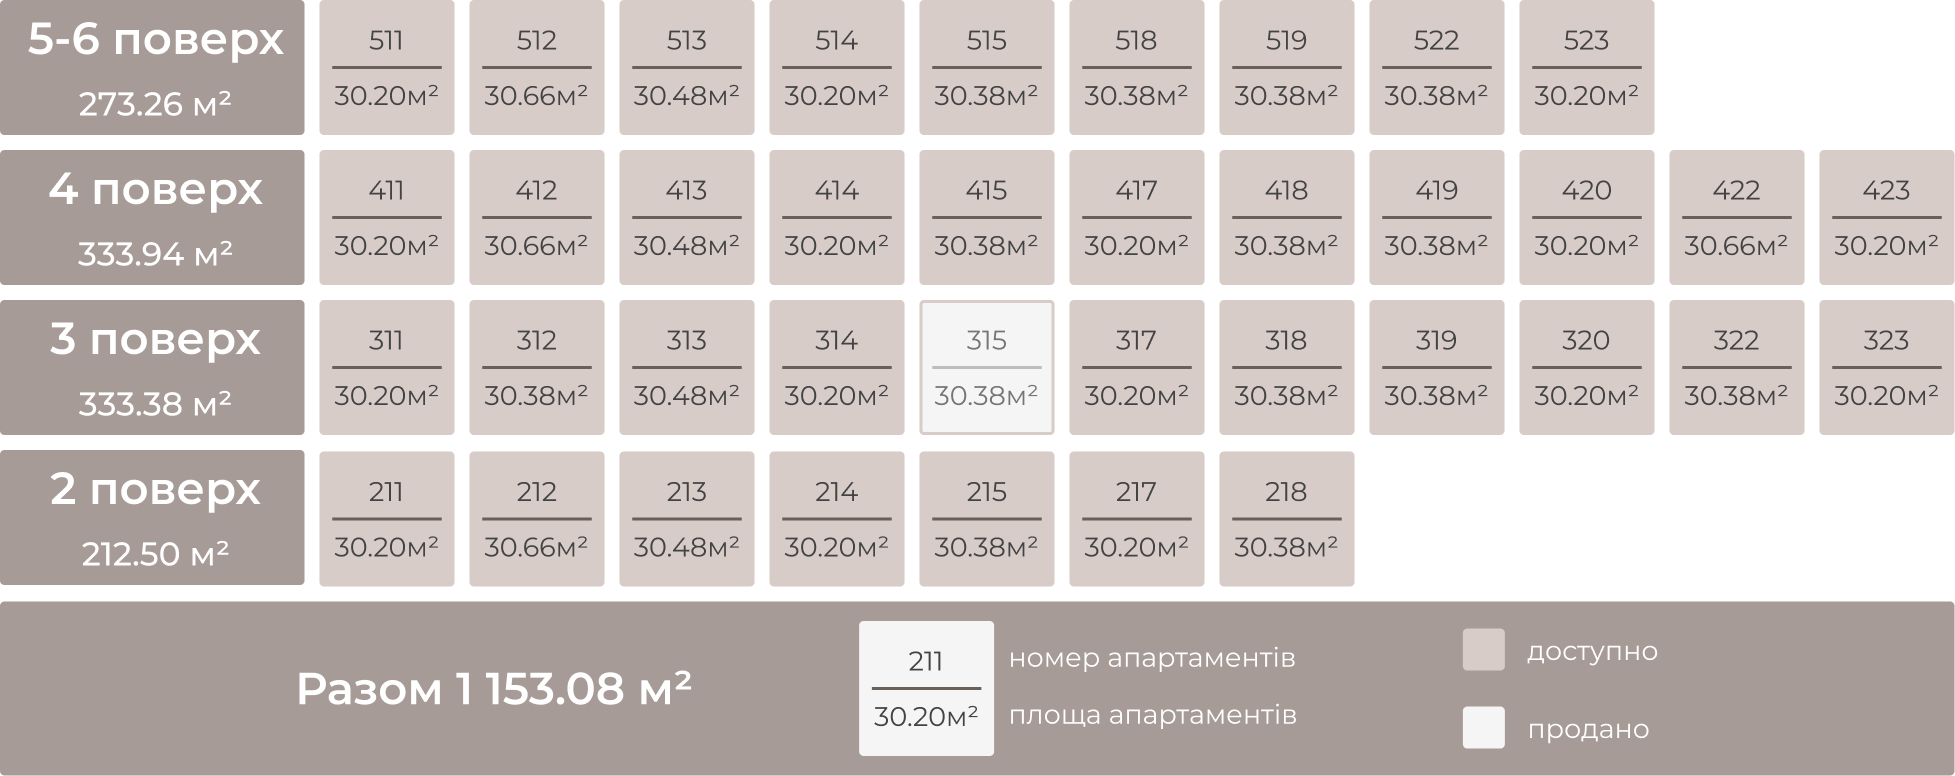 5-6 поверх
273.26 м²
511 512 513 514 515 518 519 522 523
30.20м² 30.66м² 30.48м² 30.20м² 30.38м² 30.38м² 30.38м² 30.38м² 30.20м²
4 поверх
333.94 м²
411 412 413 414 415 417 418 419 420 422 423
30.20м² 30.66м² 30.48м² 30.20м² 30.38м² 30.20м² 30.38м² 30.38м² 30.20м² 30.66м² 30.20м²
3 поверх
333.38 м²
311 312 313 314 315 317 318 319 320 322 323
30.20м² 30.38м² 30.48м² 30.20м² 30.38м² 30.20м² 30.38м² 30.38м² 30.20м² 30.38м² 30.20м²
2 поверх
212.50 м²
211 212 213 214 215 217 218
30.20м² 30.66м² 30.48м² 30.20м² 30.38м² 30.20м² 30.38м²
Разом 1 153.08 м²
211 номер апартаментів
30.20м² площа апартаментів
доступно
продано